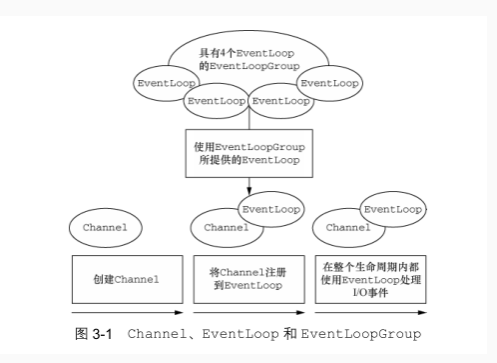 具有4个EventLoop
的EventLoopGroup
EventLoop
EventLoop
EventLoop
EventLoop
使用EventLoopGroup
所提供的EventLoop
Channel
EventLoop
Channel
EventLoop
Channel
创建Channel
将Channel注册
到EventLoop
在整个生命周期内都
使用EventLoop处理
I/O事件
图 3-1 Channel、EventLoop 和 EventLoopGroup